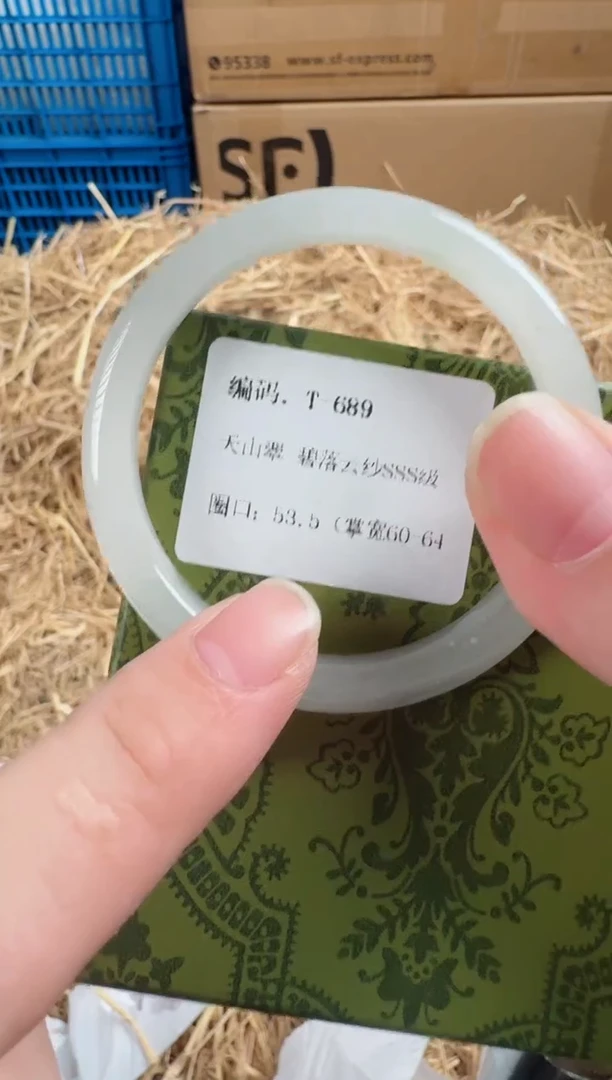 95338 www.sf-express.com
SF
编码. T-689
天山翠 碧落云纱SSS级
圈口: 53.5 (掌宽60-64